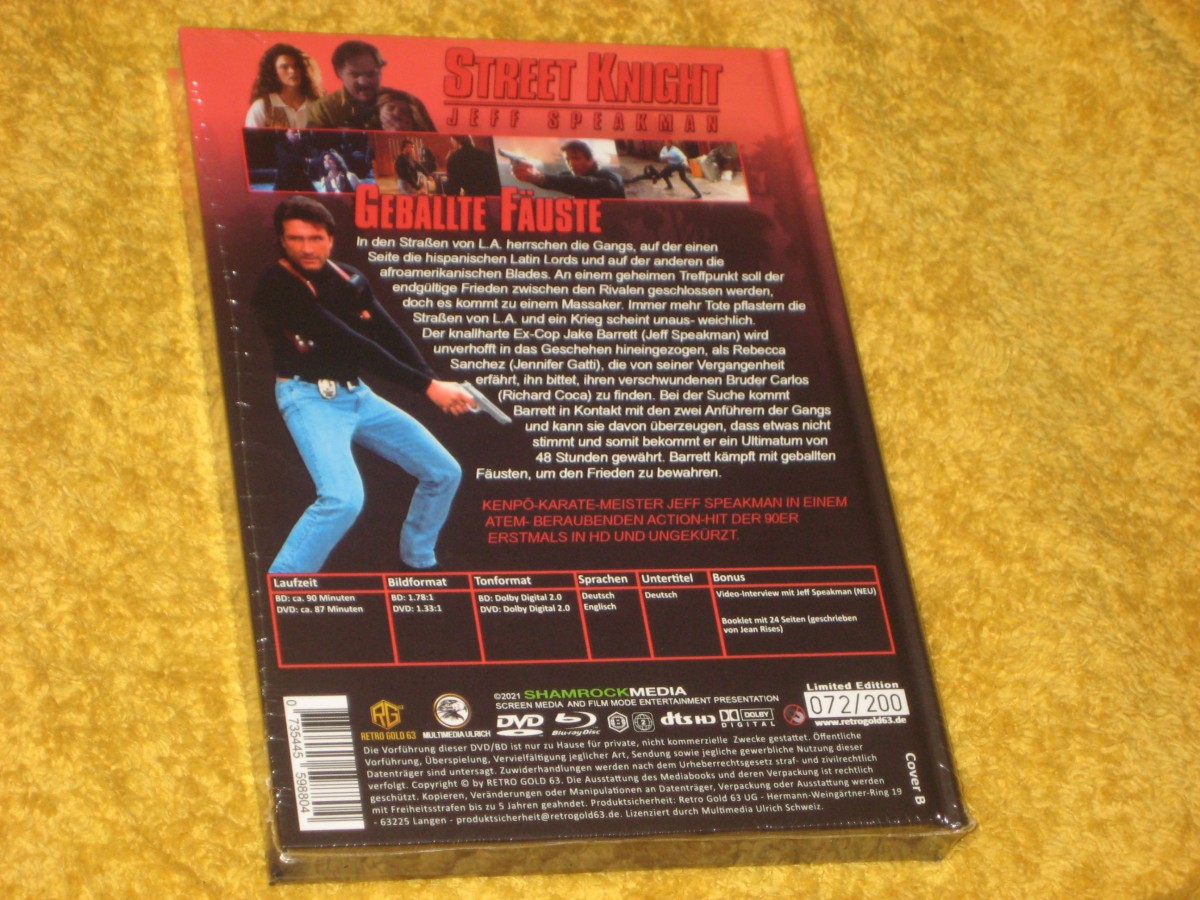 STREET KNIGHT
JEFF SPEAKMAN
GEBALLTE FÄUSTE
In den Straßen von L.A. herrschen die Gangs, auf der einen
Seite die hispanischen Latin Lords und auf der anderen die
afroamerikanischen Blades. An einem geheimen Treffpunkt soll der
endgültige Frieden zwischen den Rivalen geschlossen werden,
doch es kommt zu einem Massaker. Immer mehr Tote pflastern die
Straßen von L.A. und ein Krieg scheint unaus- weichlich.
Der knallharte Ex-Cop Jake Barrett (Jeff Speakman) wird
unverhofft in das Geschehen hineingezogen, als Rebecca
Sanchez (Jennifer Gatti), die von seiner Vergangenheit
erfährt, ihn bittet, ihren verschwundenen Bruder Carlos
(Richard Coca) zu finden. Bei der Suche kommt
Barrett in Kontakt mit den zwei Anführern der Gangs
und kann sie davon überzeugen, dass etwas nicht
stimmt und somit bekommt er ein Ultimatum von
48 Stunden gewährt. Barrett kämpft mit geballten
Fäusten, um den Frieden zu bewahren.
KENPŌ-KARATE-MEISTER JEFF SPEAKMAN IN EINEM
ATEM- BERAUBENDEN ACTION-HIT DER 90ER
ERSTMALS IN HD UND UNGEKÜRZT.
Laufzeit Bildformat Tonformat Sprachen Untertitel Bonus
BD: ca. 90 Minuten BD: 1.78:1 BD: Dolby Digital 2.0 Deutsch Deutsch Video-Interview mit Jeff Speakman (NEU)
DVD: ca. 87 Minuten DVD: 1.33:1 DVD: Dolby Digital 2.0 Englisch
Booklet mit 24 Seiten (geschrieben
von Jean Rises)
©2021 SHAMROCKMEDIA
SCREEN MEDIA AND FILM MODE ENTERTAINMENT PRESENTATION
Limited Edition
072/200
www.retrogold63.de
RG
RETRO GOLD 63
MULTIMEDIA ULRICH
DVD Blu-ray Disc B 2 dts HD DOLBY DIGITAL
Die Vorführung dieser DVD/BD ist nur zu Hause für private, nicht kommerzielle Zwecke gestattet. Öffentliche
Vorführung, Überspielung, Vervielfältigung jeglicher Art, Sendung sowie jegliche gewerbliche Nutzung dieser
Datenträger sind untersagt. Zuwiderhandlungen werden nach dem Urheberrechtsgesetz straf- und zivilrechtlich
verfolgt. Copyright © by RETRO GOLD 63. Die Ausstattung des Mediabooks und deren Verpackung ist rechtlich
geschützt. Kopieren, Veränderungen oder Manipulationen an Datenträger, Verpackung oder Ausstattung werden
mit Freiheitsstrafen bis zu 5 Jahren geahndet. Produktsicherheit: Retro Gold 63 UG - Hermann-Weingärtner-Ring 19
- 63225 Langen - produktsicherheit@retrogold63.de. Lizenziert durch Multimedia Ulrich Schweiz.
0 735445 598804
Cover B